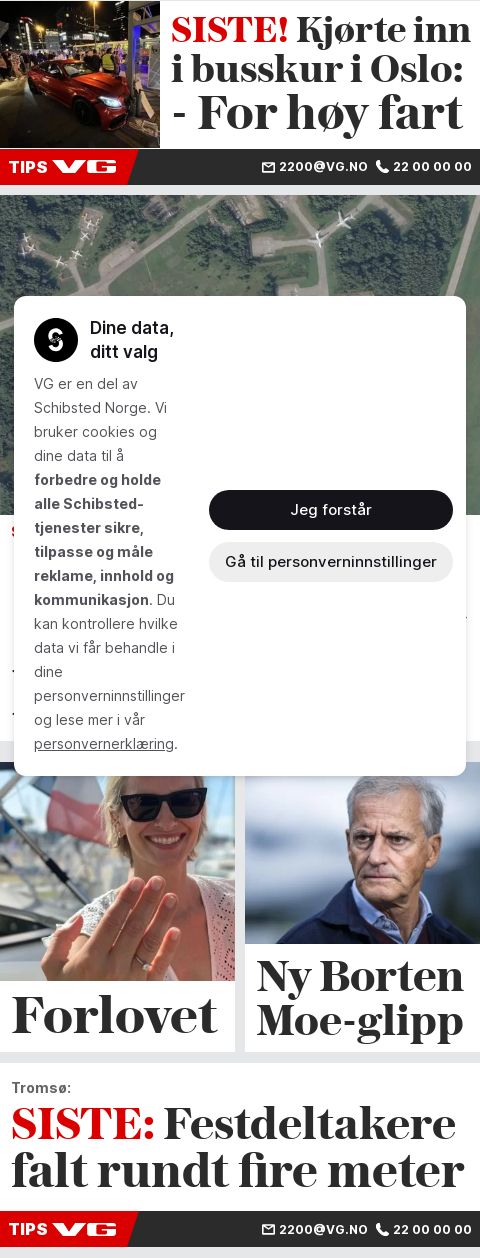 SISTE! Kjørte inn
i busskur i Oslo:
- For høy fart
TIPS VG 2200@VG.NO 22 00 00 00
Dine data,
ditt valg
VG er en del av
Schibsted Norge. Vi
bruker cookies og
dine data til å
forbedre og holde
alle Schibsted-
tjenester sikre,
tilpasse og måle
reklame, innhold og
kommunikasjon. Du
kan kontrollere hvilke
data vi får behandle i
dine
personverninnstillinger
og lese mer i vår
personvernerklæring.
Jeg forstår
Gå til personverninnstillinger
Forlovet
Ny Borten
Moe-glipp
Tromsø:
SISTE: Festdeltakere
falt rundt fire meter
TIPS VG 2200@VG.NO 22 00 00 00